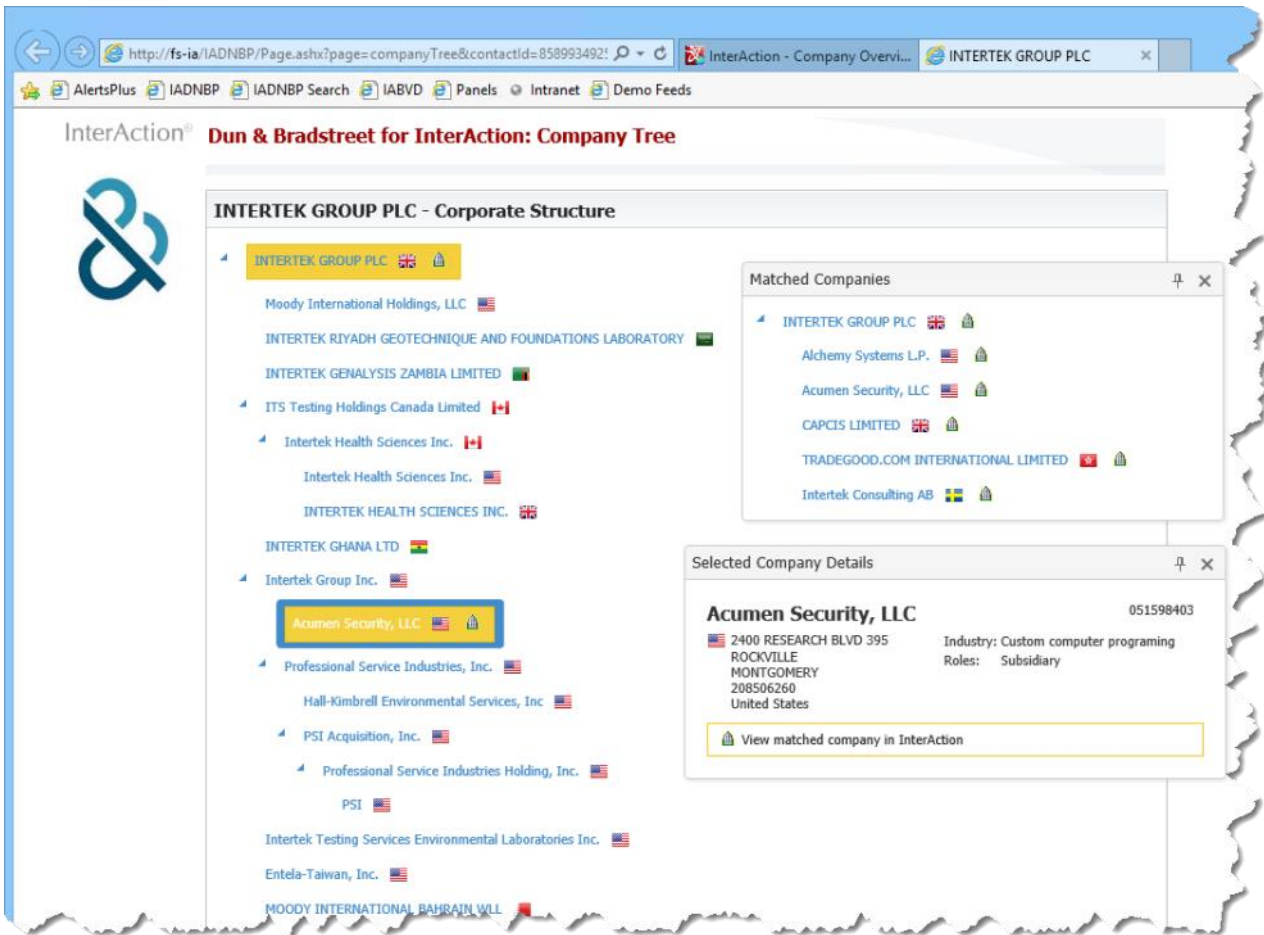 http://fs-ia/IADNBP/Page.ashx?page=companyTree&contactId=858993492
InterAction - Company Overvi...
INTERTEK GROUP PLC
AlertsPlus IADNBP IADNBP Search IABVD Panels Intranet Demo Feeds
InterAction®
Dun & Bradstreet for InterAction: Company Tree
INTERTEK GROUP PLC - Corporate Structure
INTERTEK GROUP PLC
Moody International Holdings, LLC
INTERTEK RIYADH GEOTECHNIQUE AND FOUNDATIONS LABORATORY
INTERTEK GENALYSIS ZAMBIA LIMITED
ITS Testing Holdings Canada Limited
Intertek Health Sciences Inc.
Intertek Health Sciences Inc.
INTERTEK HEALTH SCIENCES INC.
INTERTEK GHANA LTD
Intertek Group Inc.
Acumen Security, LLC
Professional Service Industries, Inc.
Hall-Kimbrell Environmental Services, Inc
PSI Acquisition, Inc.
Professional Service Industries Holding, Inc.
PSI
Intertek Testing Services Environmental Laboratories Inc.
Entela-Taiwan, Inc.
MOODY INTERNATIONAL BAHRAIN WLL
Matched Companies
INTERTEK GROUP PLC
Alchemy Systems L.P.
Acumen Security, LLC
CAPCIS LIMITED
TRADEGOOD.COM INTERNATIONAL LIMITED
Intertek Consulting AB
Selected Company Details
Acumen Security, LLC
051598403
2400 RESEARCH BLVD 395
ROCKVILLE
MONTGOMERY
208506260
United States
Industry: Custom computer programing
Roles: Subsidiary
View matched company in InterAction